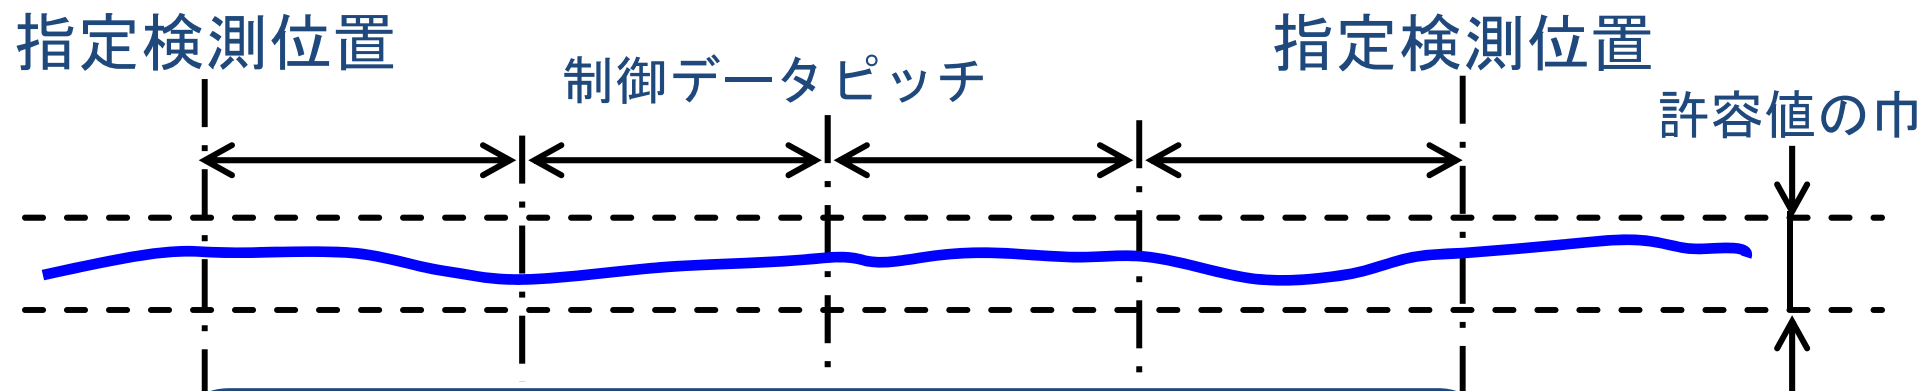 指定検測位置
制御データピッチ
指定検測位置
許容値の巾